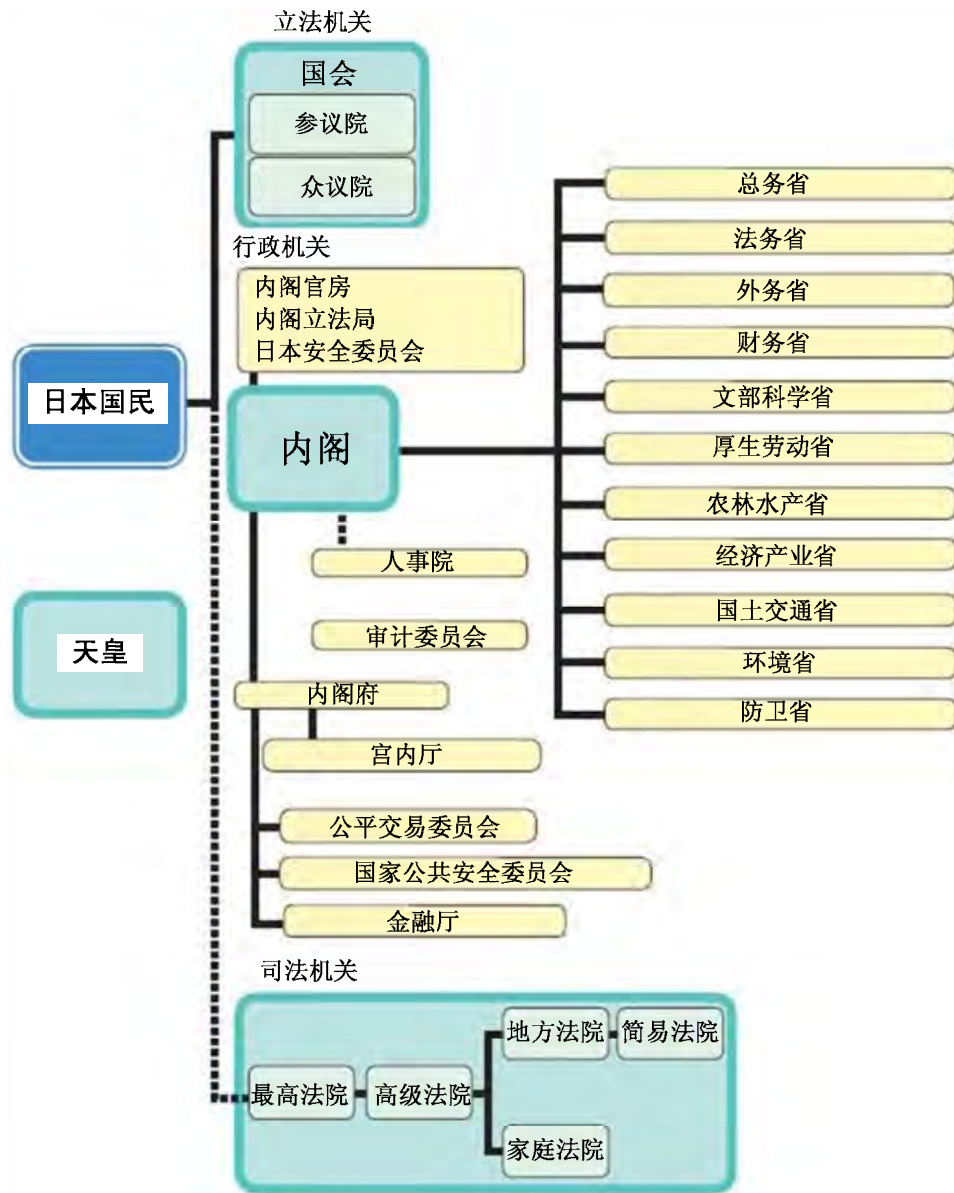 立法机关
国会
参议院
众议院
行政机关
内阁官房
内阁立法局
日本安全委员会
日本国民
内阁
人事院
审计委员会
天皇
内阁府
宫内厅
公平交易委员会
国家公共安全委员会
金融厅
总务省
法务省
外务省
财务省
文部科学省
厚生劳动省
农林水产省
经济产业省
国土交通省
环境省
防卫省
司法机关
最高法院
高级法院
地方法院
简易法院
家庭法院